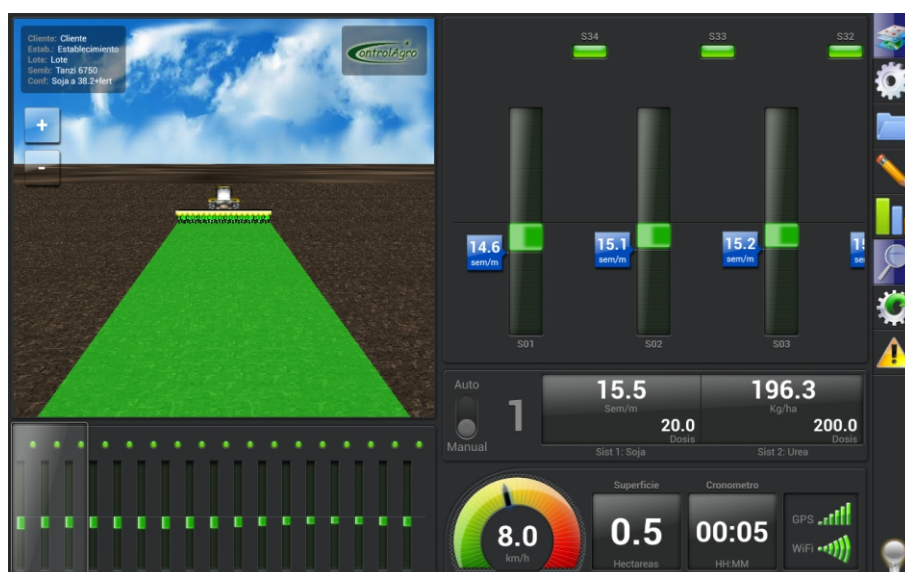 Cliente: Cliente
Estab.: Establecimiento
Lote: Lote
Semb: Tanzi 6750
Conf: Soja a 38.2+fert
ControlAgro
+
-
S34 S33 S32
14.6 sem/m
15.1 sem/m
15.2 sem/m
S01 S02 S03
Auto
Manual
1
15.5
Sem/m
20.0
Dosis
Sist 1: Soja
196.3
Kg/ha
200.0
Dosis
Sist 2: Urea
8.0
km/h
Superficie
0.5
Hectareas
Cronometro
00:05
HH:MM
GPS
WiFi